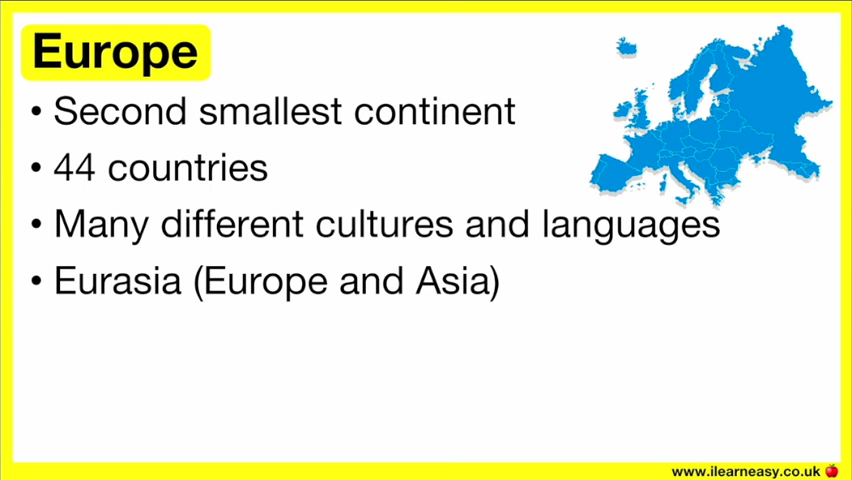 Europe
• Second smallest continent
• 44 countries
• Many different cultures and languages
• Eurasia (Europe and Asia)
www.ilearneasy.co.uk